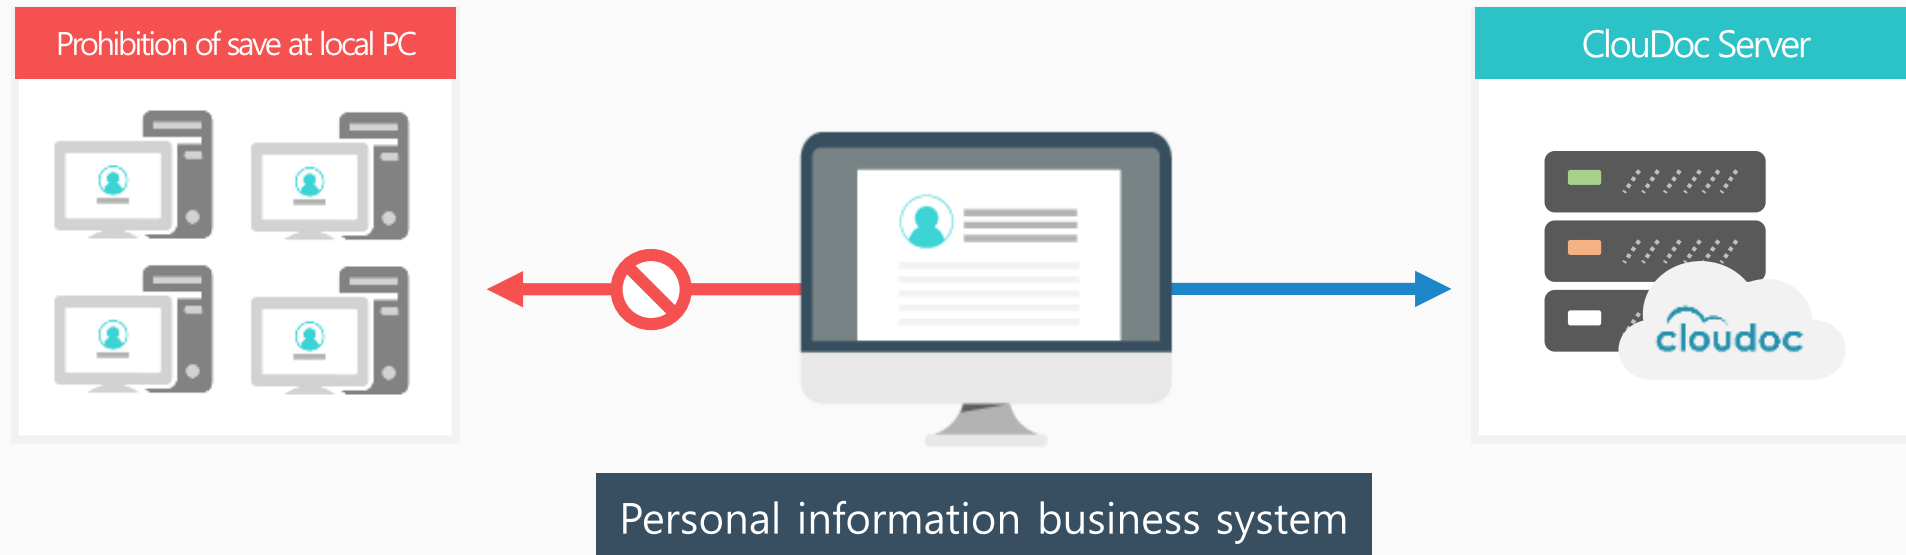 Prohibition of save at local PC
ClouDoc Server
cloudoc
Personal information business system